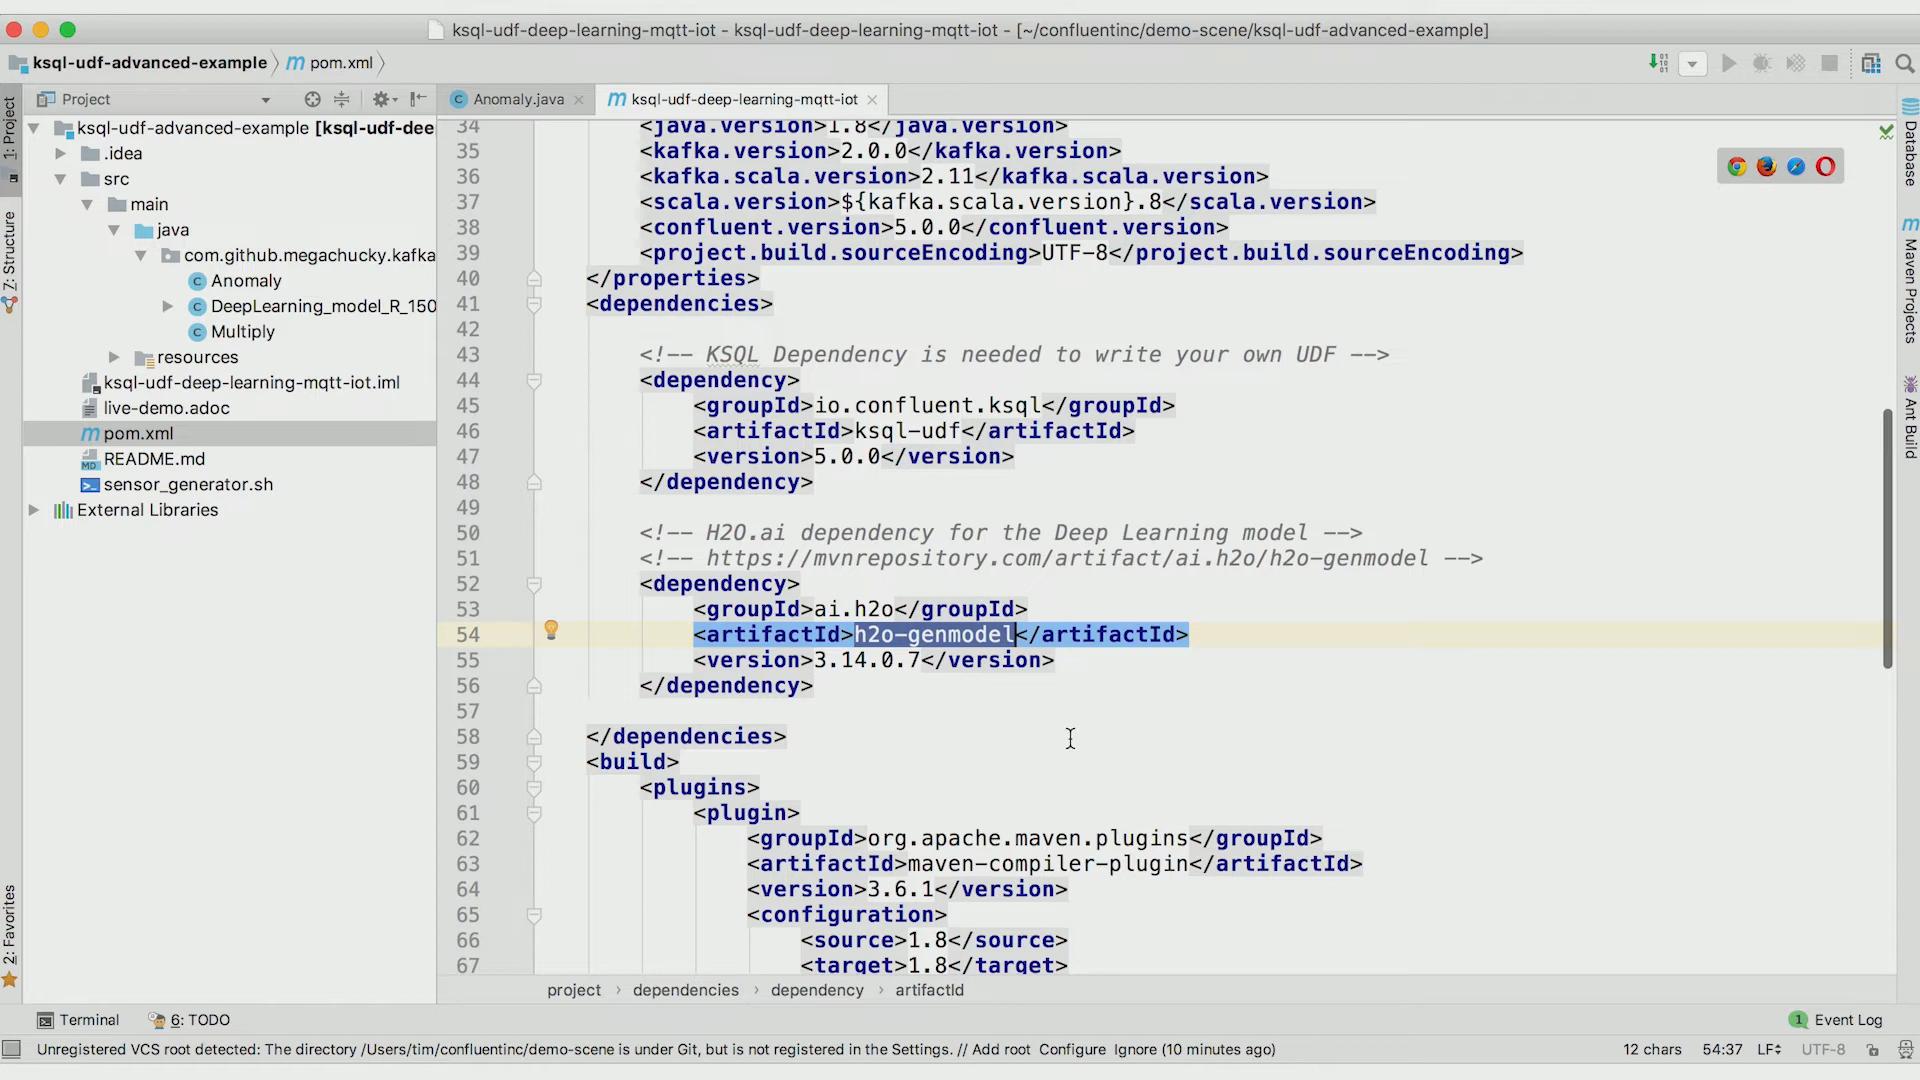 ksql-udf-deep-learning-mqtt-iot - ksql-udf-deep-learning-mqtt-iot - [~/confluentinc/demo-scene/ksql-udf-advanced-example]
ksql-udf-advanced-example pom.xml
Project
Anomaly.java
ksql-udf-deep-learning-mqtt-iot
1: Project
Z: Structure
2: Favorites
ksql-udf-advanced-example [ksql-udf-dee
.idea
src
main
java
com.github.megachucky.kafka
Anomaly
DeepLearning_model_R_150
Multiply
resources
ksql-udf-deep-learning-mqtt-iot.iml
live-demo.adoc
pom.xml
README.md
sensor_generator.sh
External Libraries
34 <java.version>1.8</java.version>
35 <kafka.version>2.0.0</kafka.version>
36 <kafka.scala.version>2.11</kafka.scala.version>
37 <scala.version>${kafka.scala.version}.8</scala.version>
38 <confluent.version>5.0.0</confluent.version>
39 <project.build.sourceEncoding>UTF-8</project.build.sourceEncoding>
40 </properties>
41 <dependencies>
42
43 <!-- KSQL Dependency is needed to write your own UDF -->
44 <dependency>
45 <groupId>io.confluent.ksql</groupId>
46 <artifactId>ksql-udf</artifactId>
47 <version>5.0.0</version>
48 </dependency>
49
50 <!-- H2O.ai dependency for the Deep Learning model -->
51 <!-- https://mvnrepository.com/artifact/ai.h2o/h2o-genmodel -->
52 <dependency>
53 <groupId>ai.h2o</groupId>
54 <artifactId>h2o-genmodel</artifactId>
55 <version>3.14.0.7</version>
56 </dependency>
57
58 </dependencies>
59 <build>
60 <plugins>
61 <plugin>
62 <groupId>org.apache.maven.plugins</groupId>
63 <artifactId>maven-compiler-plugin</artifactId>
64 <version>3.6.1</version>
65 <configuration>
66 <source>1.8</source>
67 <target>1.8</target>
project › dependencies › dependency › artifactId
Database
Maven Projects
Ant Build
Terminal
6: TODO
1 Event Log
Unregistered VCS root detected: The directory /Users/tim/confluentinc/demo-scene is under Git, but is not registered in the Settings. // Add root Configure Ignore (10 minutes ago)
12 chars 54:37 LF UTF-8